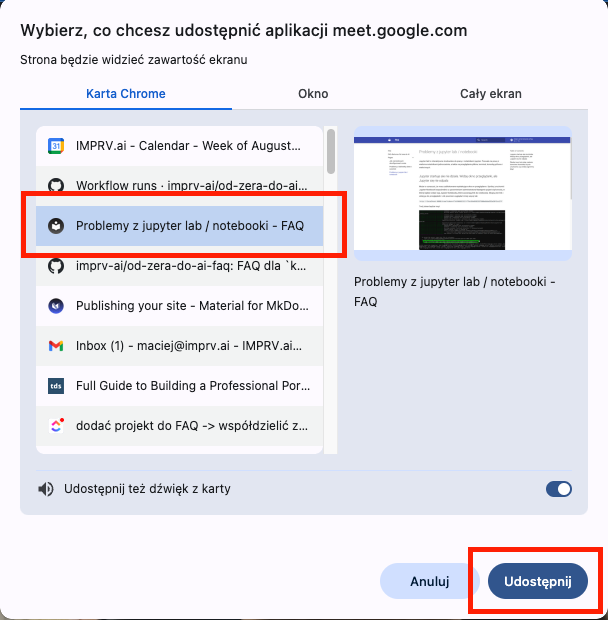 Wybierz, co chcesz udostępnić aplikacji meet.google.com
Strona będzie widzieć zawartość ekranu
Karta Chrome
Okno
Cały ekran
31
IMPRV.ai - Calendar - Week of August...
Workflow runs · imprv-ai/od-zera-do-ai...
Problemy z jupyter lab / notebooki - FAQ
imprv-ai/od-zera-do-ai-faq: FAQ dla `k...
Publishing your site - Material for MkDo...
Inbox (1) - maciej@imprv.ai - IMPRV.ai...
tds
Full Guide to Building a Professional Por...
dodać projekt do FAQ -> współdzielić z...
Problemy z jupyter lab / notebooki -
FAQ
Udostępnij też dźwięk z karty
Anuluj
Udostępnij